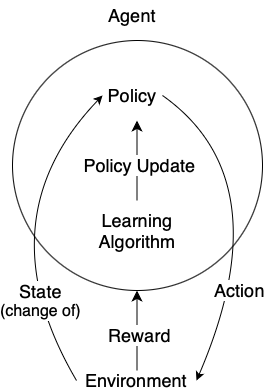 Agent
Policy
Policy Update
Learning
Algorithm
State
(change of)
Action
Reward
Environment